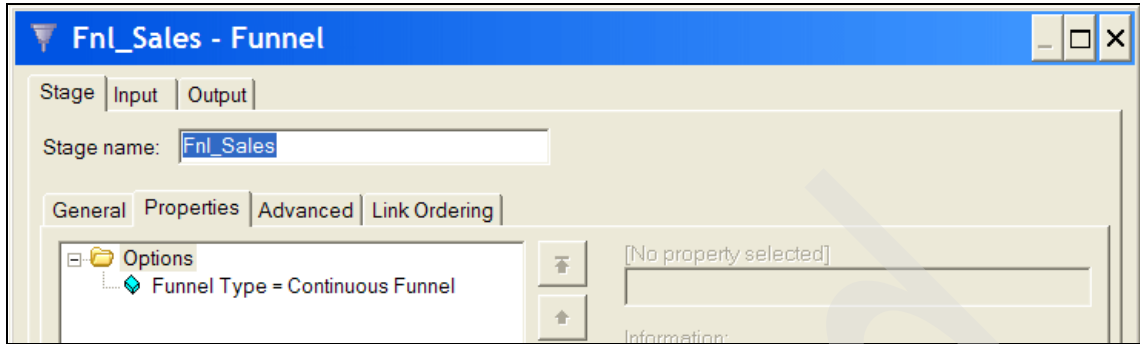 Fnl_Sales - Funnel
Stage Input Output
Stage name: Fnl_Sales
General Properties Advanced Link Ordering
Options
[No property selected]
Funnel Type = Continuous Funnel
Information: